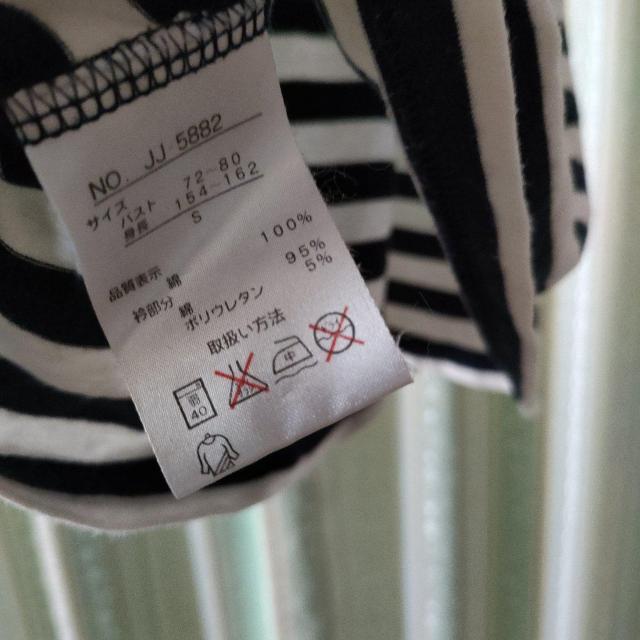 NO. JJ-5882
サイズ
バスト 72-80
身長 154-162
S
品質表示 綿 100%
衿部分 綿 95%
ポリウレタン 5%
取扱い方法
弱
40
中